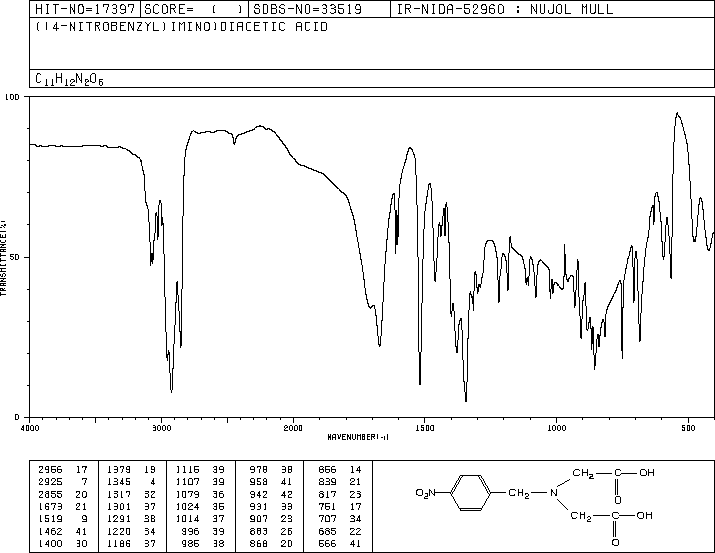 HIT-NO=17397 SCORE= ( ) SDBS-NO=33519 IR-NIDA-52960 : NUJOL MULL
((4-NITROBENZYL)IMINO)DIACETIC ACID
C11H12N2O6
100
50
0
TRANSMITTANCE(%)
4000 3000 2000 1500 1000 500
WAVENUMBER(-1)
2956 17 1379 19 1115 39 978 38 856 14
2925 7 1345 4 1107 39 958 41 839 21
2855 20 1317 32 1079 36 942 42 817 23
1673 21 1301 37 1024 35 931 33 751 17
1519 9 1291 38 1014 37 907 23 707 34
1462 41 1220 34 996 39 883 26 685 22
1400 30 1186 37 985 38 868 20 566 41
O2N CH2 N CH2 C OH O
CH2 C OH O